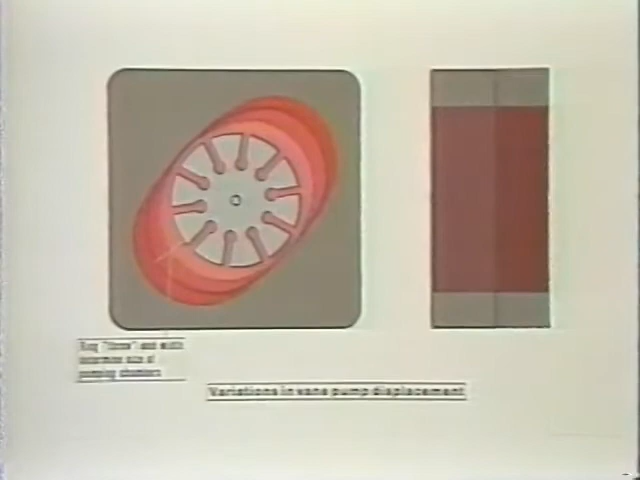 Ring "throw" and width
determine size of
pumping chambers
Variations in vane pump displacement